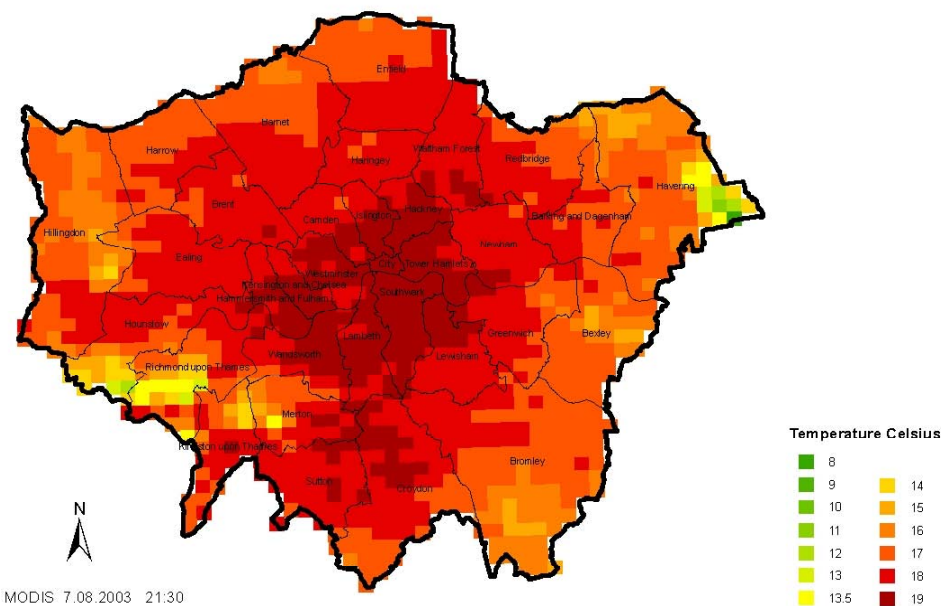 Enfield
Barnet
Harrow
Haringey
Waltham Forest
Redbridge
Havering
Brent
Camden
Islington
Hackney
Barking and Dagenham
Hillingdon
Ealing
Newham
Westminster
City
Tower Hamlets
Kensington and Chelsea
Hammersmith and Fulham
Southwark
Hounslow
Lambeth
Greenwich
Bexley
Wandsworth
Lewisham
Richmond upon Thames
Merton
Kingston upon Thames
Sutton
Croydon
Bromley
Temperature Celsius
8
9
10
11
12
13
13.5
14
15
16
17
18
19
N
MODIS 7.08.2003 21:30